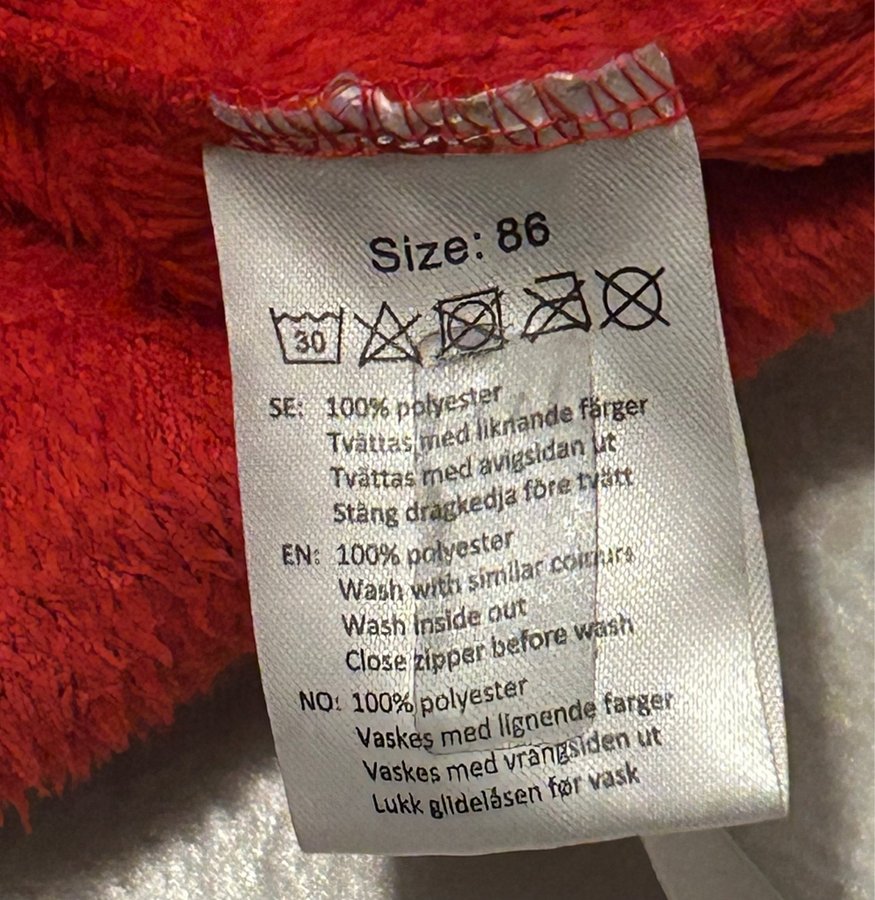 Size: 86
30
SE: 100% polyester
Tvättas med liknande färger
Tvättas med avigsidan ut
Stäng dragkedja före tvätt
EN: 100% polyester
Wash with similar colours
Wash inside out
Close zipper before wash
NO: 100% polyester
Vaskes med lignende farger
Vaskes med vrangsiden ut
Lukk glidelåsen før vask